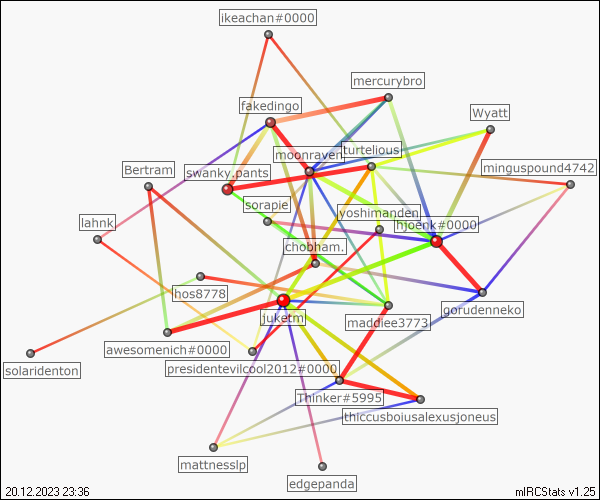 ikeachan#0000
mercurybro
fakedingo
Wyatt
moonraven
turtelious
minguspound4742
Bertram
swanky.pants
sorapie
yoshimanden.
lahnk
hjoenk#0000
chobham.
hos8778
gorudenneko
juketm
maddiee3773
awesomenich#0000
presidentevilcool2012#0000
solaridenton
Thinker#5995
thiccusboiusalexusjoneus
mattnesslp
edgepanda
20.12.2023 23:36
mIRCStats v1.25